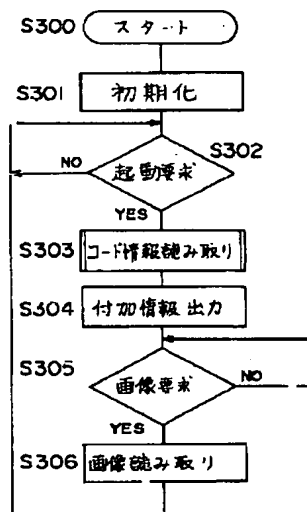 S300 スタート
S301 初期化
S302
起動要求
NO
YES
S303 コード情報読み取り
S304 付加情報出力
S305
画像要求
NO
YES
S306 画像読み取り